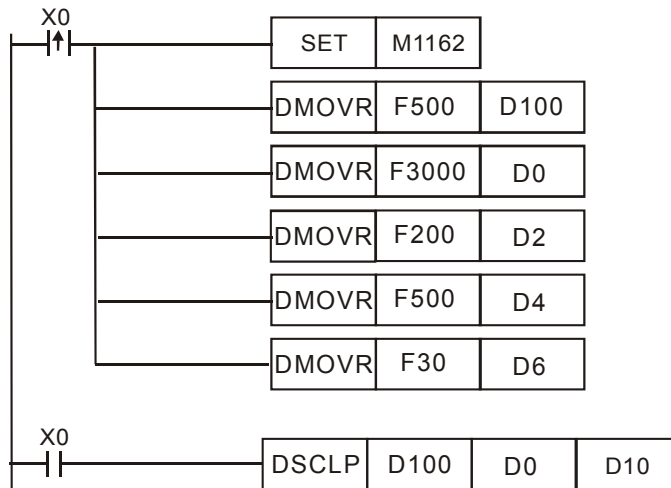 X0
SET M1162
DMOVR F500 D100
DMOVR F3000 D0
DMOVR F200 D2
DMOVR F500 D4
DMOVR F30 D6
X0
DSCLP D100 D0 D10